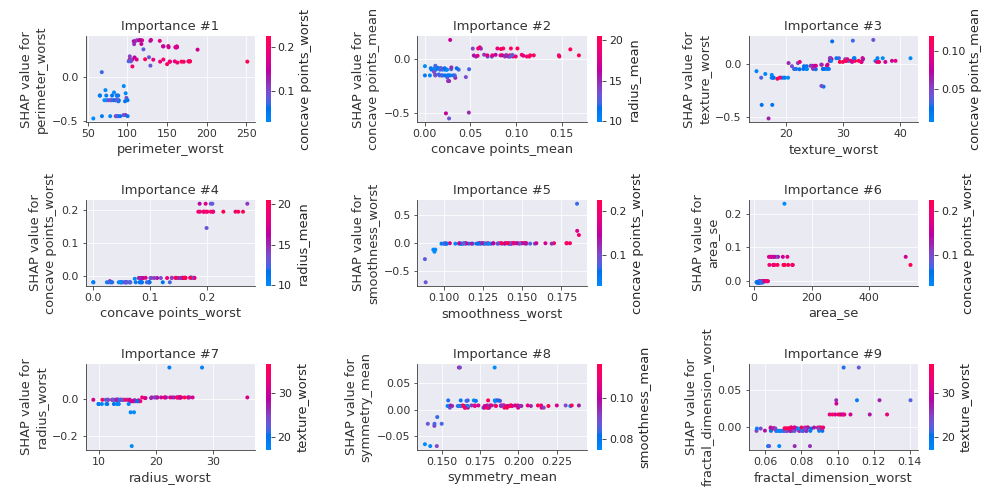 Importance #1
SHAP value for
perimeter_worst
0.0
−0.5
50
100
150
200
250
perimeter_worst
0.2
0.1
concave points_worst
Importance #2
SHAP value for
concave points_mean
0.0
−0.5
0.00
0.05
0.10
0.15
concave points_mean
20
15
10
radius_mean
Importance #3
SHAP value for
texture_worst
0.0
−0.5
20
30
40
texture_worst
0.10
0.05
concave points_mean
Importance #4
SHAP value for
concave points_worst
0.2
0.1
0.0
0.0
0.1
0.2
concave points_worst
20
15
10
radius_mean
Importance #5
SHAP value for
smoothness_worst
0.5
0.0
−0.5
0.100
0.125
0.150
0.175
smoothness_worst
0.2
0.1
concave points_worst
Importance #6
SHAP value for
area_se
0.2
0.1
0.0
0
200
400
area_se
0.2
0.1
concave points_worst
Importance #7
SHAP value for
radius_worst
0.0
−0.2
10
20
30
radius_worst
30
20
texture_worst
Importance #8
SHAP value for
symmetry_mean
0.05
0.00
−0.05
0.150
0.175
0.200
0.225
symmetry_mean
0.10
0.08
smoothness_mean
Importance #9
SHAP value for
fractal_dimension_worst
0.05
0.00
0.06
0.08
0.10
0.12
0.14
fractal_dimension_worst
30
20
texture_worst